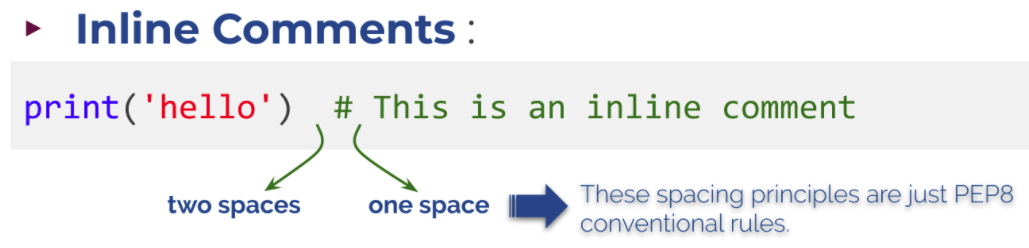 ▸ Inline Comments :
print('hello')  # This is an inline comment
two spaces one space These spacing principles are just PEP8
conventional rules.